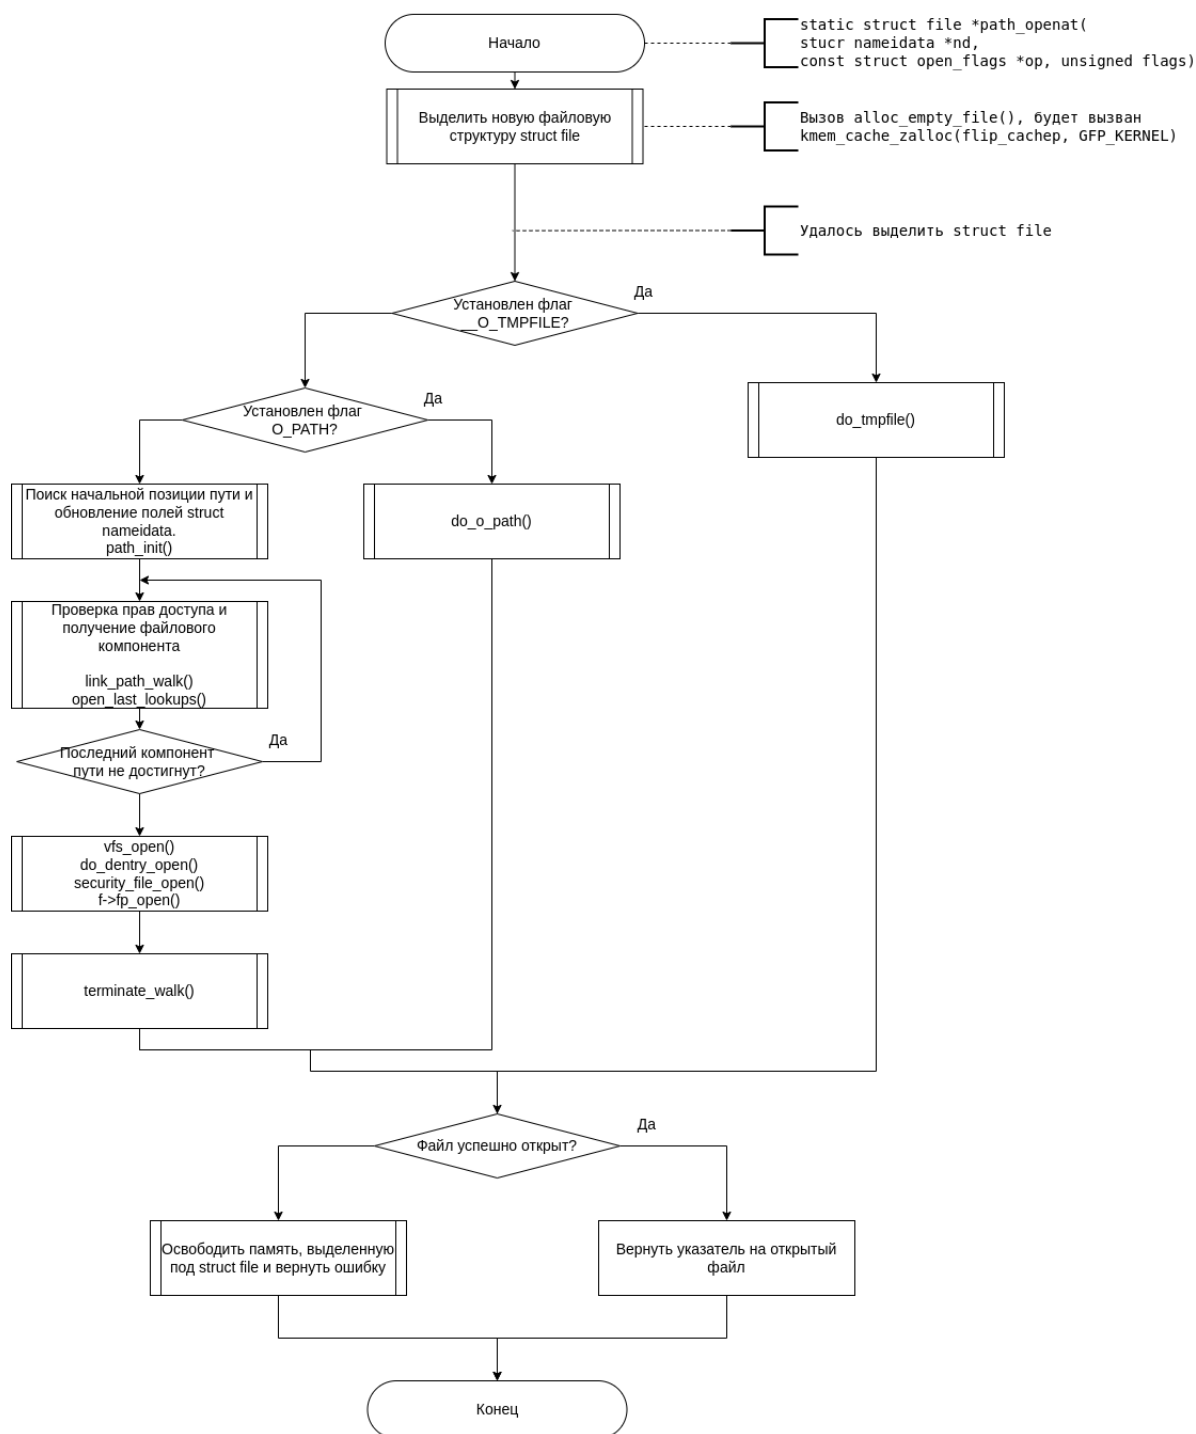 Начало
static struct file *path_openat(
stucr nameidata *nd,
const struct open_flags *op, unsigned flags)
Выделить новую файловую
структуру struct file
Вызов alloc_empty_file(), будет вызван
kmem_cache_zalloc(flip_cachep, GFP_KERNEL)
Удалось выделить struct file
Установлен флаг
__O_TMPFILE?
Да
Установлен флаг
O_PATH?
Да
do_tmpfile()
Поиск начальной позиции пути и
обновление полей struct
nameidata.
path_init()
do_o_path()
Проверка прав доступа и
получение файлового
компонента
link_path_walk()
open_last_lookups()
Последний компонент
пути не достигнут?
Да
vfs_open()
do_dentry_open()
security_file_open()
f->fp_open()
terminate_walk()
Файл успешно открыт?
Да
Освободить память, выделенную
под struct file и вернуть ошибку
Вернуть указатель на открытый
файл
Конец